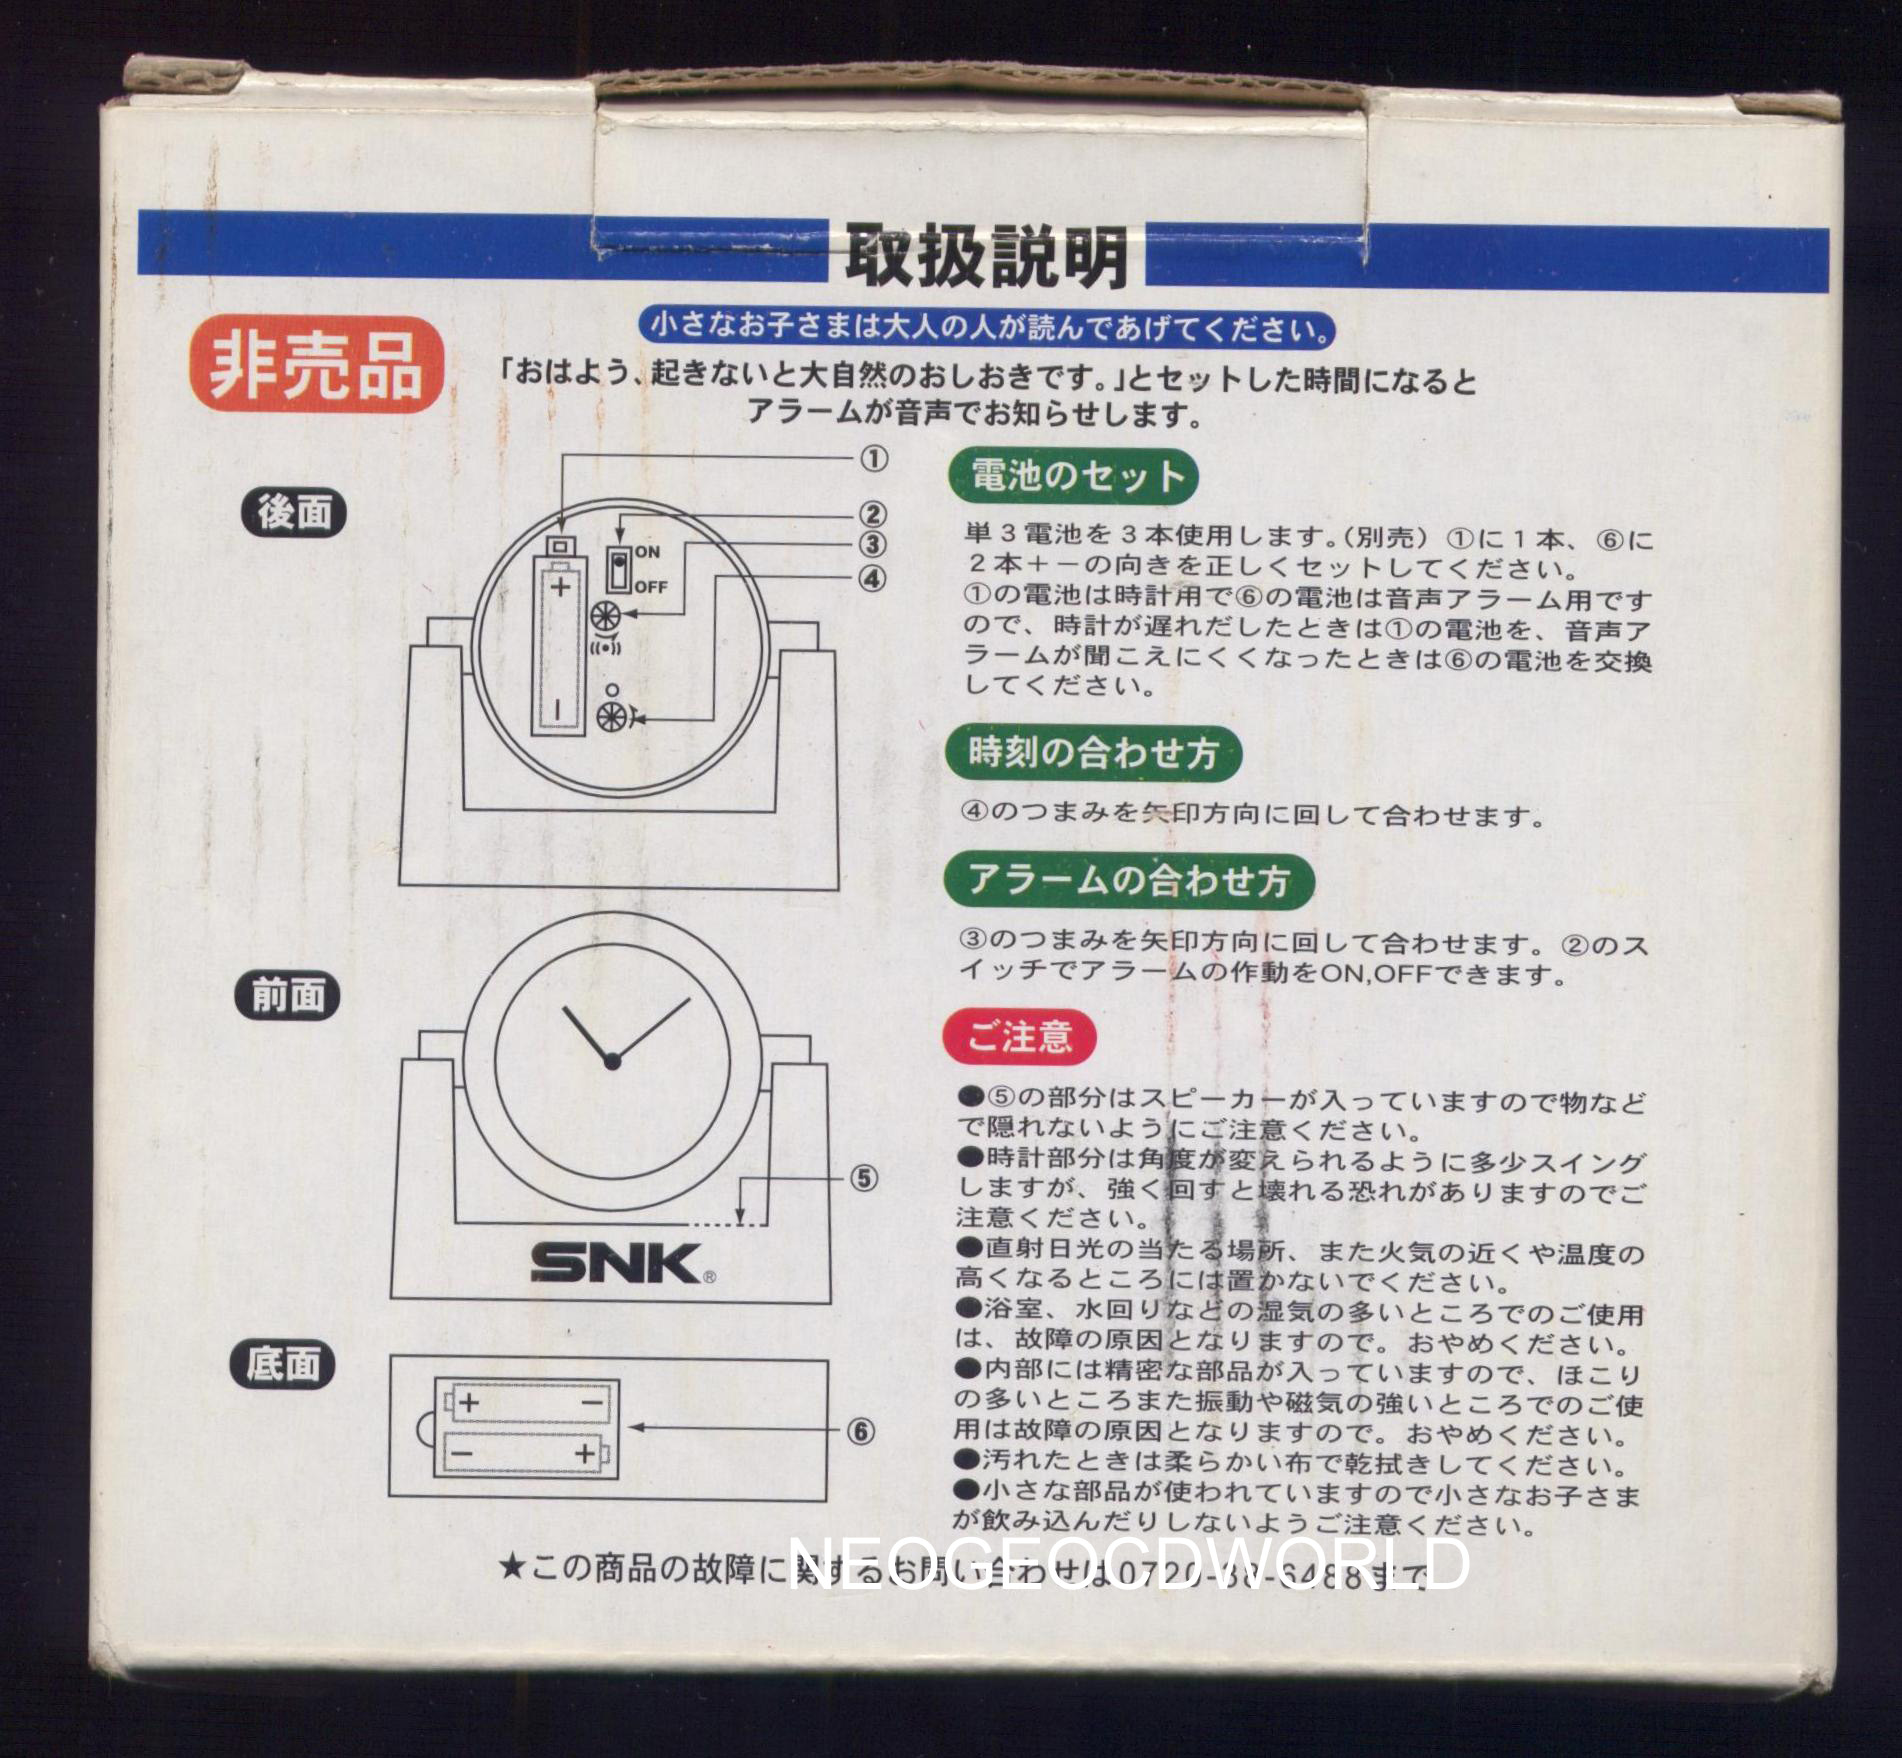 取扱説明
非売品
小さなお子さまは大人の人が読んであげてください。
「おはよう、起きないと大自然のおしおきです。」とセットした時間になると
アラームが音声でお知らせします。
後面
①
②
③
④
ON
OFF
+
−
電池のセット
単3電池を3本使用します。(別売) ①に1本、⑥に
2本+−の向きを正しくセットしてください。
①の電池は時計用で⑥の電池は音声アラーム用です
ので、時計が遅れだしたときは①の電池を、音声ア
ラームが聞こえにくくなったときは⑥の電池を交換
してください。
時刻の合わせ方
④のつまみを矢印方向に回して合わせます。
アラームの合わせ方
③のつまみを矢印方向に回して合わせます。②のス
イッチでアラームの作動をON,OFFできます。
前面
⑤
SNK®
ご注意
●⑤の部分はスピーカーが入っていますので物など
で隠れないようにご注意ください。
●時計部分は角度が変えられるように多少スイング
しますが、強く回すと壊れる恐れがありますのでご
注意ください。
●直射日光の当たる場所、また火気の近くや温度の
高くなるところには置かないでください。
●浴室、水回りなどの湿気の多いところでのご使用
は、故障の原因となりますので。おやめください。
●内部には精密な部品が入っていますので、ほこり
の多いところまた振動や磁気の強いところでのご使
用は故障の原因となりますので。おやめください。
●汚れたときは柔らかい布で乾拭きしてください。
●小さな部品が使われていますので小さなお子さま
が飲み込んだりしないようご注意ください。
底面
+ −
− +
⑥
★この商品の故障に関するお問い合わせは0720-38-6488まで
NEOGEOCDWORLD